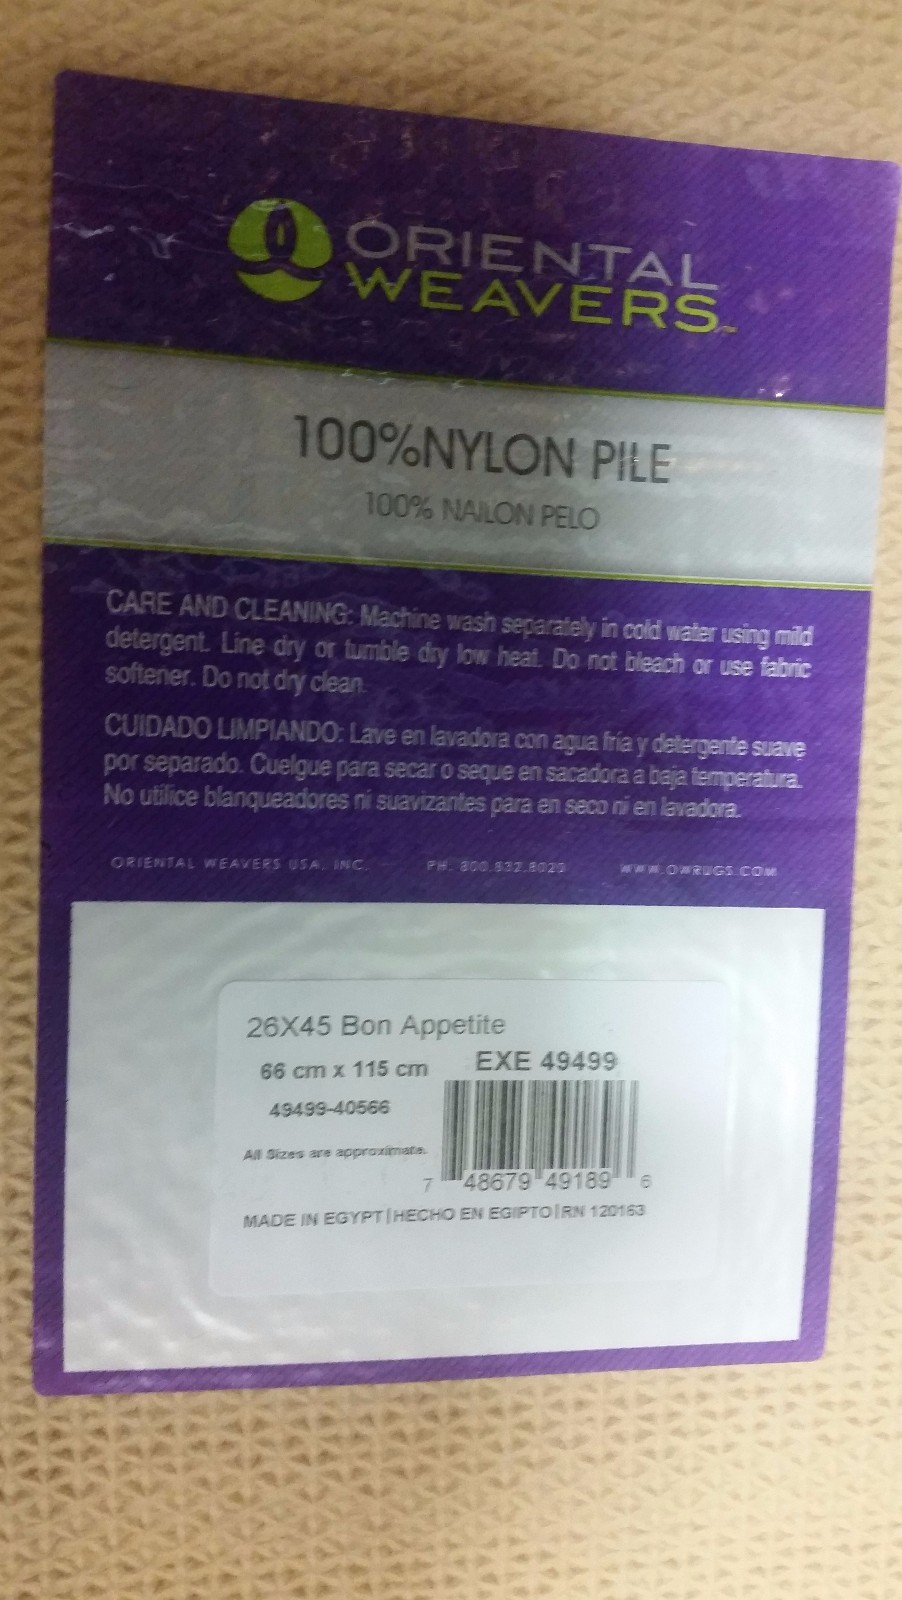 ORIENTAL
WEAVERS™
100%NYLON PILE
100% NAILON PELO
CARE AND CLEANING: Machine wash separately in cold water using mild
detergent. Line dry or tumble dry low heat. Do not bleach or use fabric
softener. Do not dry clean.
CUIDADO LIMPIANDO: Lave en lavadora con agua fría y detergente suave
por separado. Cuelgue para secar o seque en sacadora a baja temperatura.
No utilice blanqueadores ni suavizantes para en seco ni en lavadora.
ORIENTAL WEAVERS USA, INC. PH: 800.832.8020 WWW.OWRUGS.COM
26X45 Bon Appetite
66 cm x 115 cm EXE 49499
49499-40566
All Sizes are approximate.
7 48679 49189 6
MADE IN EGYPT|HECHO EN EGIPTO|RN 120163